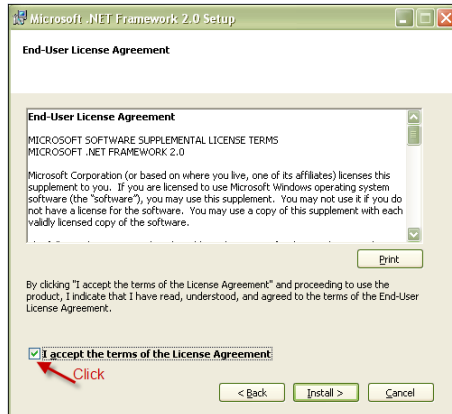 Microsoft .NET Framework 2.0 Setup
End-User License Agreement
End-User License Agreement
MICROSOFT SOFTWARE SUPPLEMENTAL LICENSE TERMS
MICROSOFT .NET FRAMEWORK 2.0
Microsoft Corporation (or based on where you live, one of its affiliates) licenses this
supplement to you. If you are licensed to use Microsoft Windows operating system
software (the "software"), you may use this supplement. You may not use it if you do
not have a license for the software. You may use a copy of this supplement with each
validly licensed copy of the software.
Print
By clicking "I accept the terms of the License Agreement" and proceeding to use the
product, I indicate that I have read, understood, and agreed to the terms of the End-User
License Agreement.
I accept the terms of the License Agreement
Click
< Back
Install >
Cancel